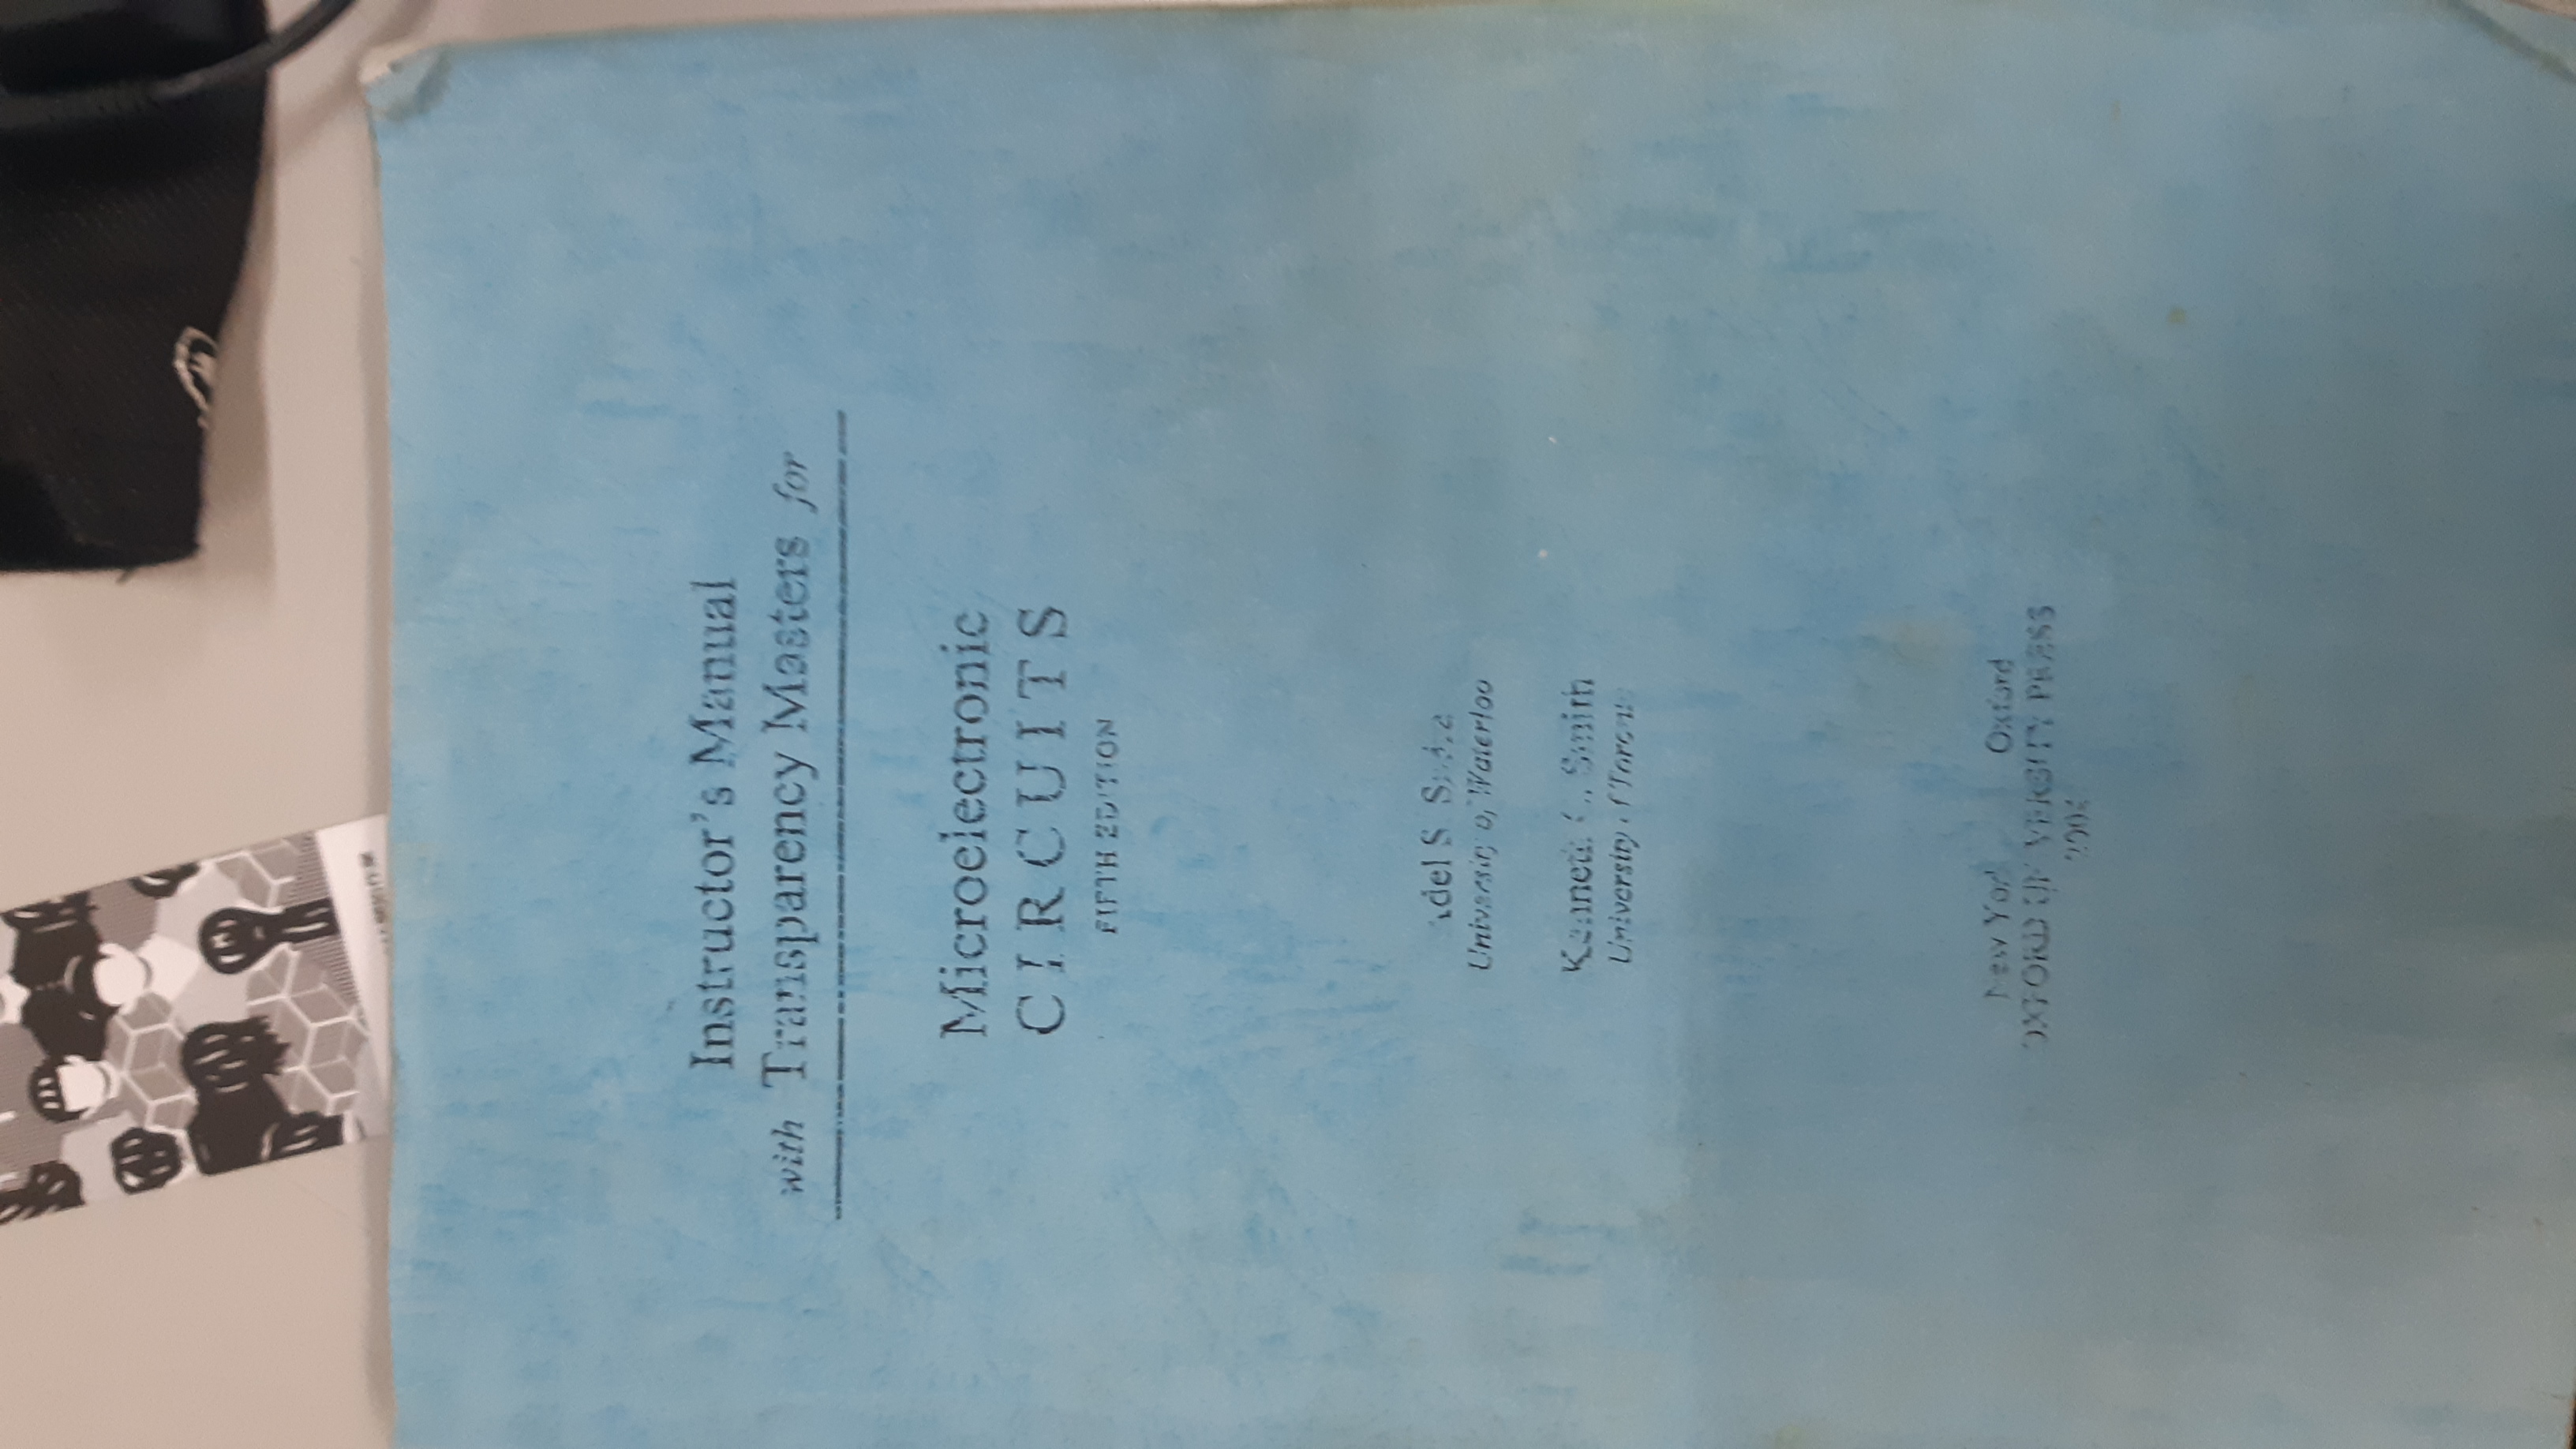 Instructor's Manual
with Transparency Masters for
Microelectronic
CIRCUITS
FIFTH EDITION
Adel S. Sedra
University of Waterloo
Kenneth C. Smith
University of Toronto
New York Oxford
OXFORD UNIVERSITY PRESS